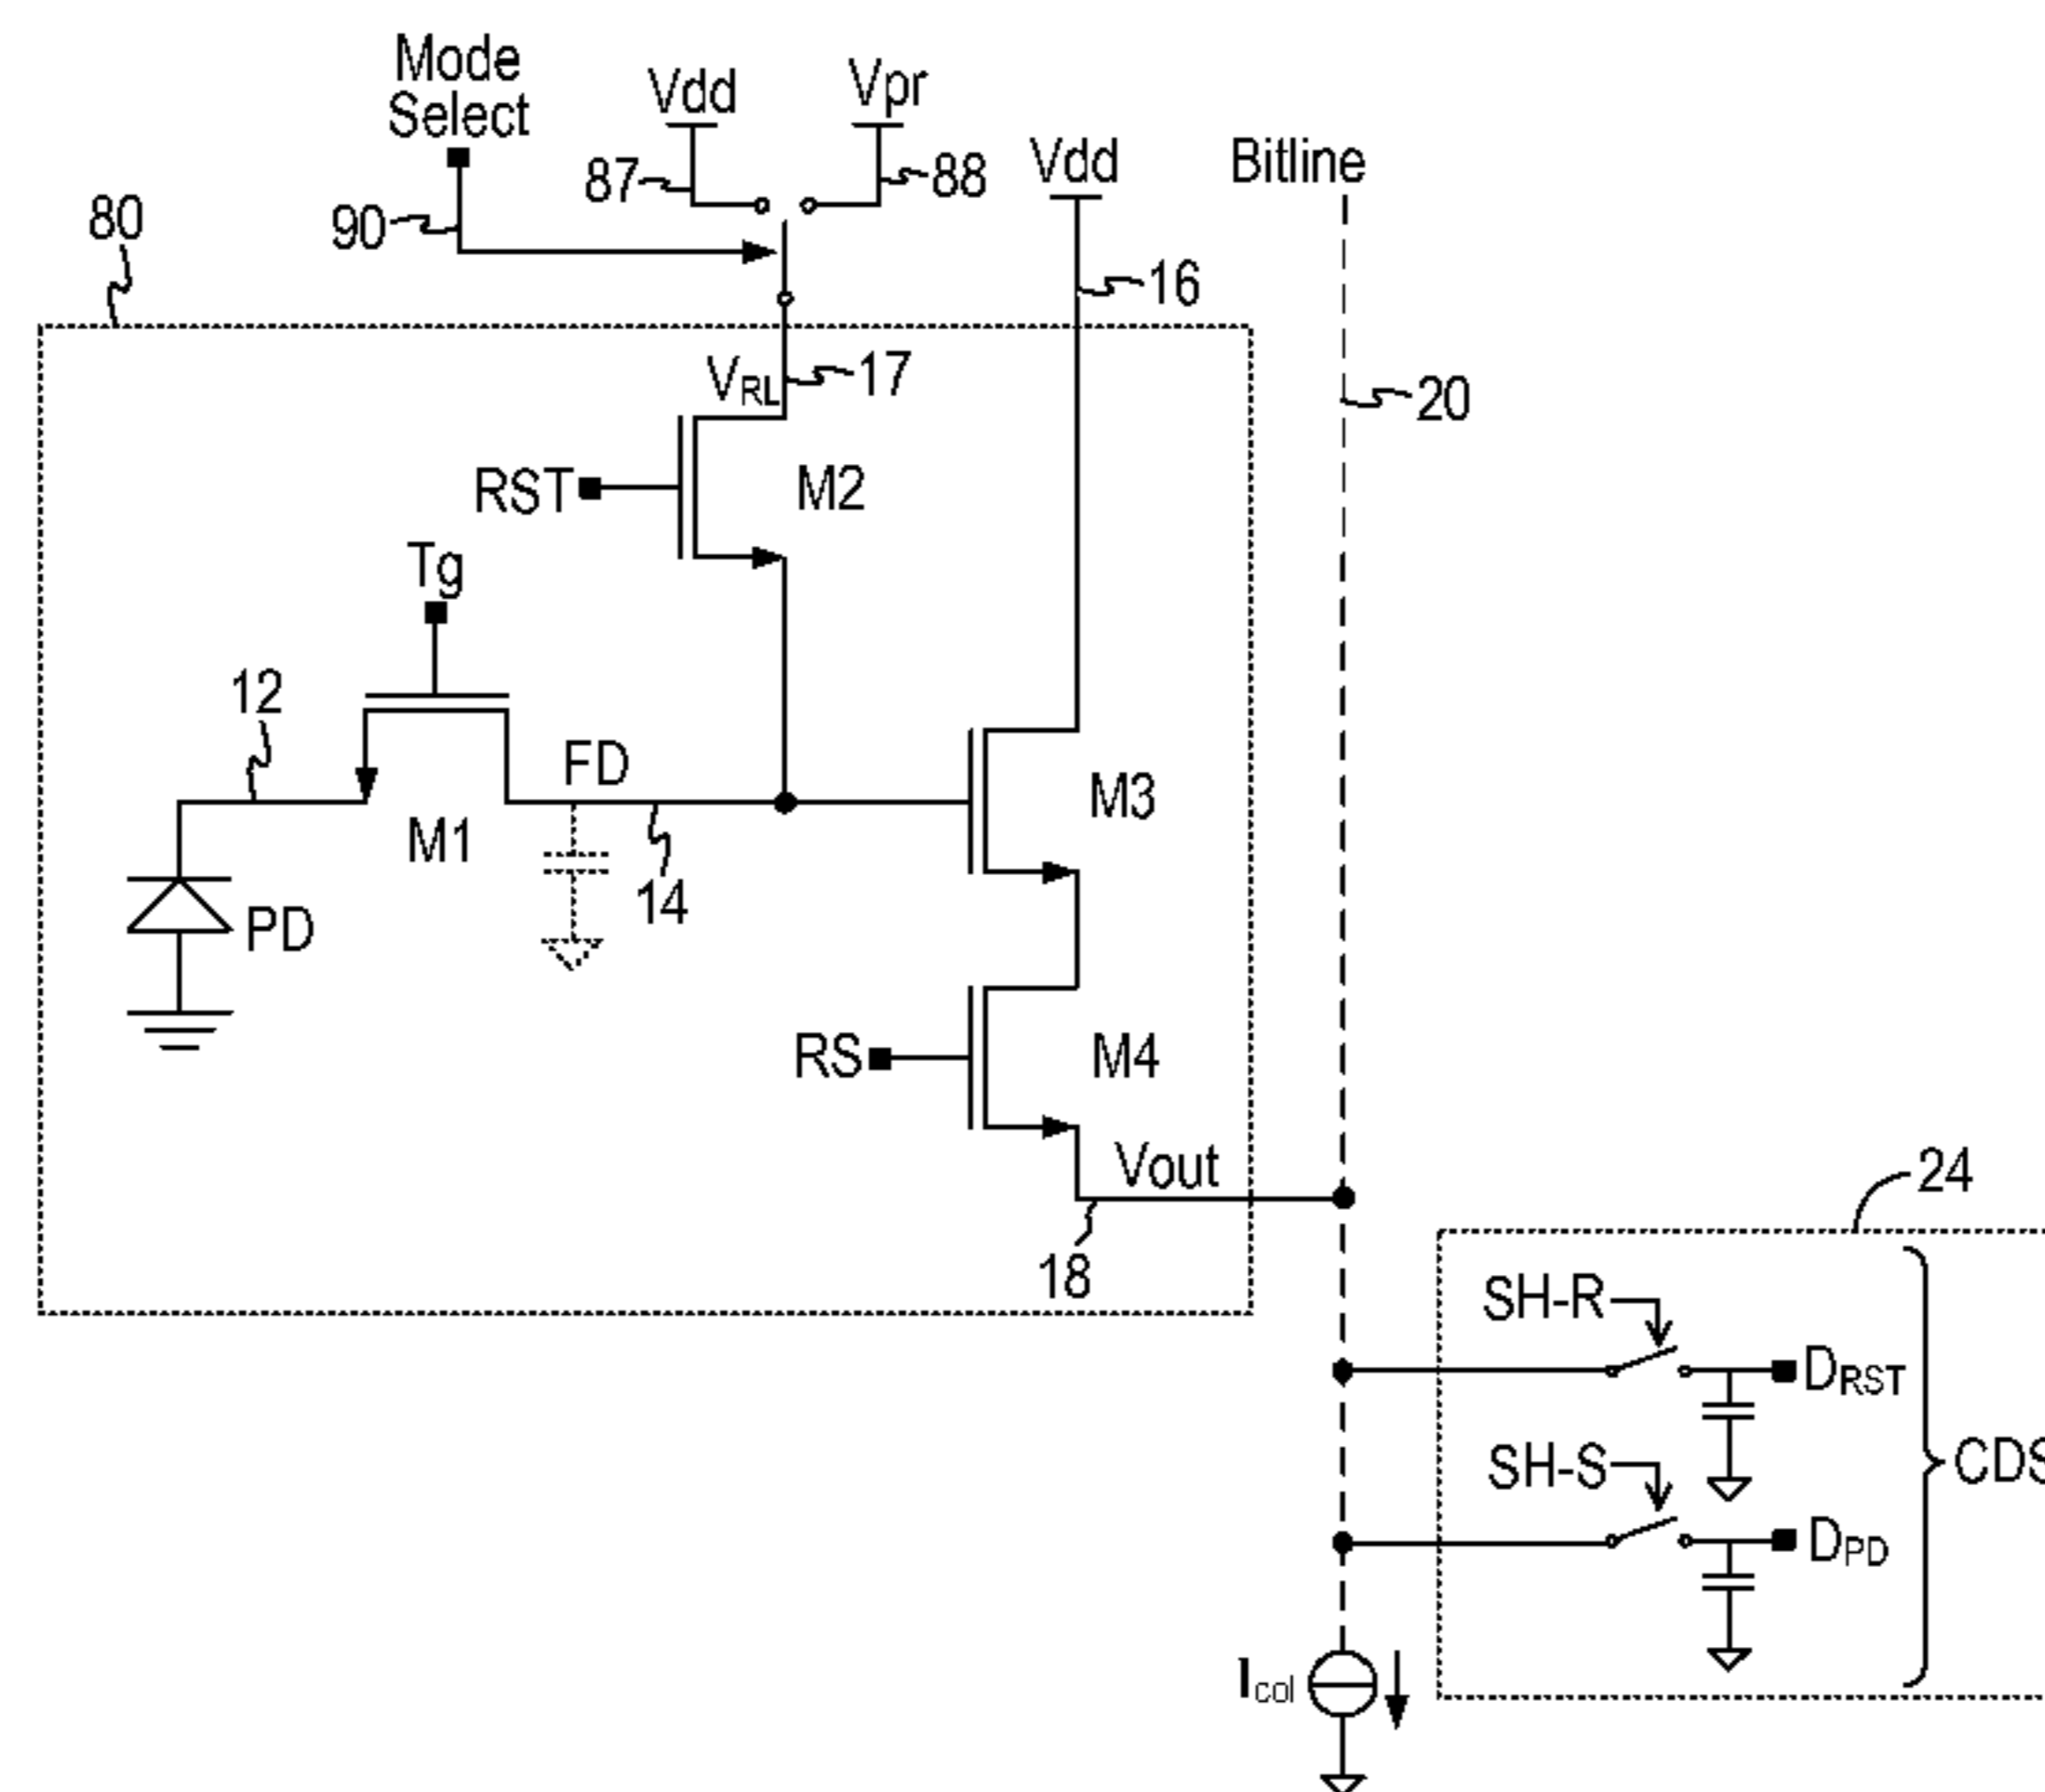 Mode
Select
Vdd
Vpr
Vdd
Bitline
87
88
90
80
16
VRL
17
20
RST
M2
Tg
12
FD
M3
M1
14
PD
RS
M4
Vout
18
24
SH-R
DRST
SH-S
CDS
DPD
Icol